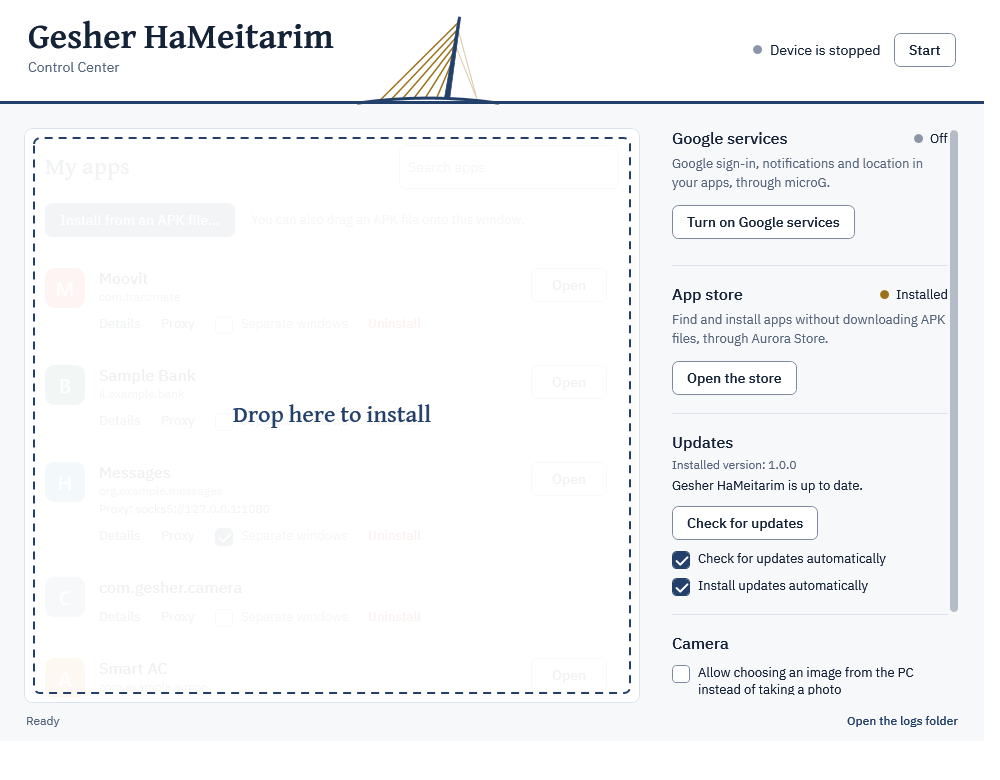 Gesher HaMeitarim
Control Center
Device is stopped
Start
My apps
Search apps
Install from an APK file...
You can also drag an APK file onto this window.
M
Moovit
com.tranzmate
Open
Details
Proxy
Separate windows
Uninstall
B
Sample Bank
il.example.bank
Open
Details
Proxy
Uninstall
Drop here to install
H
Messages
org.example.messages
Proxy: socks5://127.0.0.1:1080
Open
Details
Proxy
Separate windows
Uninstall
C
com.gesher.camera
Details
Proxy
Separate windows
Uninstall
A
Smart AC
Open
Google services
Off
Google sign-in, notifications and location in
your apps, through microG.
Turn on Google services
App store
Installed
Find and install apps without downloading APK
files, through Aurora Store.
Open the store
Updates
Installed version: 1.0.0
Gesher HaMeitarim is up to date.
Check for updates
Check for updates automatically
Install updates automatically
Camera
Allow choosing an image from the PC
instead of taking a photo
Ready
Open the logs folder